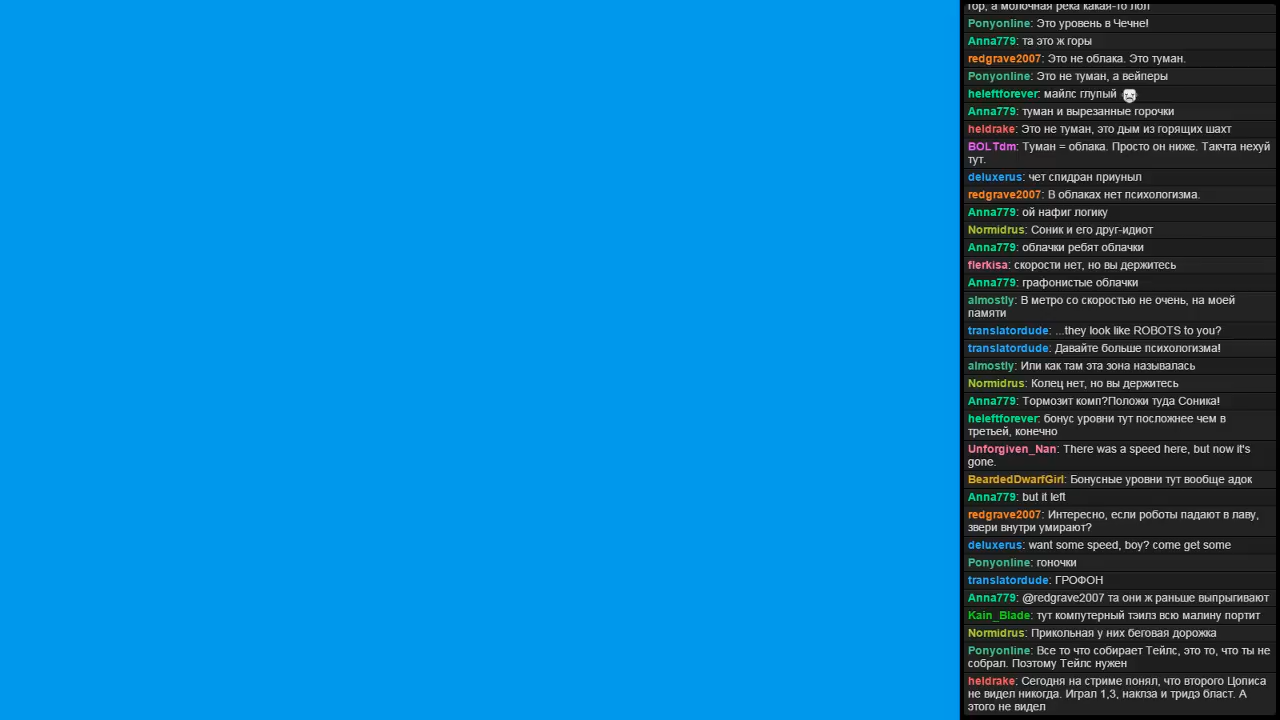 гор, а молочная река какая-то лол
Ponyonline: Это уровень в Чечне!
Anna779: та это ж горы
redgrave2007: Это не облака. Это туман.
Ponyonline: Это не туман, а вейперы
heleftforever: майлс глупый
Anna779: туман и вырезанные горочки
heldrake: Это не туман, это дым из горящих шахт
BOLTdm: Туман = облака. Просто он ниже. Такчта нехуй
тут.
deluxerus: чет спидран приуныл
redgrave2007: В облаках нет психологизма.
Anna779: ой нафиг логику
Normidrus: Соник и его друг-идиот
Anna779: облачки ребят облачки
flerkisa: скорости нет, но вы держитесь
Anna779: графонистые облачки
almostly: В метро со скоростью не очень, на моей
памяти
translatordude: ...they look like ROBOTS to you?
translatordude: Давайте больше психологизма!
almostly: Или как там эта зона называлась
Normidrus: Колец нет, но вы держитесь
Anna779: Тормозит комп?Положи туда Соника!
heleftforever: бонус уровни тут посложнее чем в
третьей, конечно
Unforgiven_Nan: There was a speed here, but now it's
gone.
BeardedDwarfGirl: Бонусные уровни тут вообще адок
Anna779: but it left
redgrave2007: Интересно, если роботы падают в лаву,
звери внутри умирают?
deluxerus: want some speed, boy? come get some
Ponyonline: гоночки
translatordude: ГРОФОН
Anna779: @redgrave2007 та они ж раньше выпрыгивают
Kain_Blade: тут компутерный тэилз всю малину портит
Normidrus: Прикольная у них беговая дорожка
Ponyonline: Все то что собирает Тейлс, это то, что ты не
собрал. Поэтому Тейлс нужен
heldrake: Сегодня на стриме понял, что второго Цописа
не видел никогда. Играл 1,3, наклза и тридэ бласт. А
этого не видел